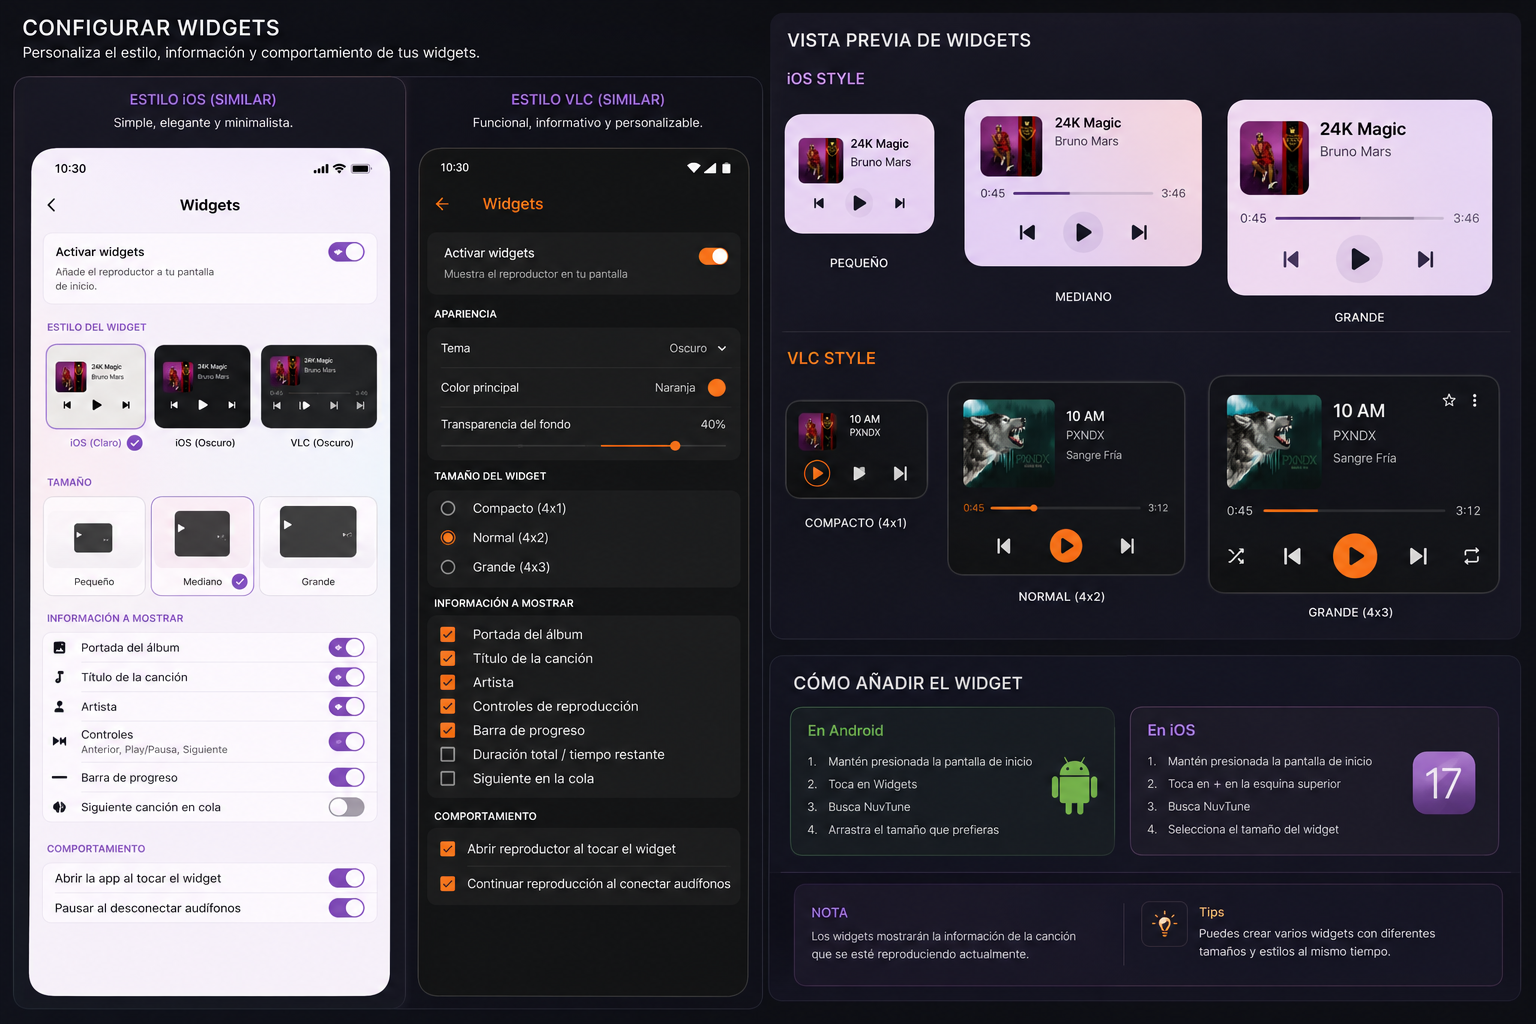 CONFIGURAR WIDGETS
Personaliza el estilo, información y comportamiento de tus widgets.
ESTILO iOS (SIMILAR)
Simple, elegante y minimalista.
10:30
Widgets
Activar widgets
Añade el reproductor a tu pantalla
de inicio.
ESTILO DEL WIDGET
24K Magic
Bruno Mars
24K Magic
Bruno Mars
24K Magic
Bruno Mars
0:45
3:46
iOS (Claro)
iOS (Oscuro)
VLC (Oscuro)
TAMAÑO
Pequeño
Mediano
Grande
INFORMACIÓN A MOSTRAR
Portada del álbum
Título de la canción
Artista
Controles
Anterior, Play/Pausa, Siguiente
Barra de progreso
Siguiente canción en cola
COMPORTAMIENTO
Abrir la app al tocar el widget
Pausar al desconectar audífonos
ESTILO VLC (SIMILAR)
Funcional, informativo y personalizable.
10:30
Widgets
Activar widgets
Muestra el reproductor en tu pantalla
APARIENCIA
Tema
Oscuro
Color principal
Naranja
Transparencia del fondo
40%
TAMAÑO DEL WIDGET
Compacto (4x1)
Normal (4x2)
Grande (4x3)
INFORMACIÓN A MOSTRAR
Portada del álbum
Título de la canción
Artista
Controles de reproducción
Barra de progreso
Duración total / tiempo restante
Siguiente en la cola
COMPORTAMIENTO
Abrir reproductor al tocar el widget
Continuar reproducción al conectar audífonos
VISTA PREVIA DE WIDGETS
iOS STYLE
24K Magic
Bruno Mars
PEQUEÑO
24K Magic
Bruno Mars
0:45
3:46
MEDIANO
24K Magic
Bruno Mars
0:45
3:46
GRANDE
VLC STYLE
10 AM
PXNDX
COMPACTO (4x1)
PXNDX
10 AM
PXNDX
Sangre Fría
0:45
3:12
NORMAL (4x2)
PXNDX
10 AM
PXNDX
Sangre Fría
0:45
3:12
GRANDE (4x3)
CÓMO AÑADIR EL WIDGET
En Android
1. Mantén presionada la pantalla de inicio
2. Toca en Widgets
3. Busca NuvTune
4. Arrastra el tamaño que prefieras
En iOS
1. Mantén presionada la pantalla de inicio
2. Toca en + en la esquina superior
3. Busca NuvTune
4. Selecciona el tamaño del widget
17
NOTA
Los widgets mostrarán la información de la canción
que se esté reproduciendo actualmente.
Tips
Puedes crear varios widgets con diferentes
tamaños y estilos al mismo tiempo.